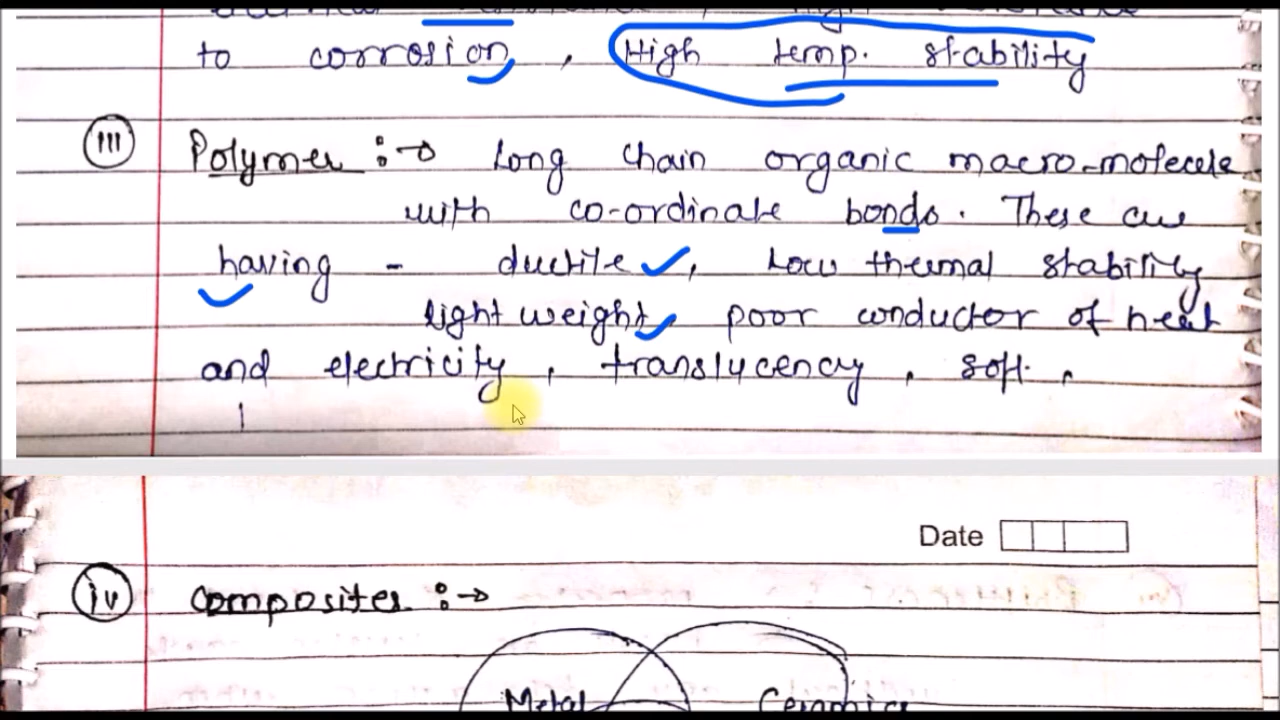 to corrosion, High temp. stability
(iii) Polymer :→ Long chain organic macro-molecule
with co-ordinate bonds. These are
having - ductile, Low thermal stability
light weight, poor conductor of heat
and electricity, translucency, soft,
Date
(iv) Composites :→
Metal Ceramics